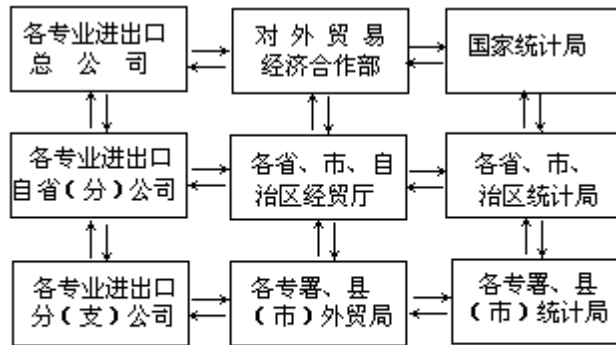 各专业进出口
总公司
对外贸易
经济合作部
国家统计局
各专业进出口
自省(分)公司
各省、市、自
治区经贸厅
各省、市、
治区统计局
各专业进出口
分(支)公司
各专署、县
(市)外贸局
各专署、县
(市)统计局